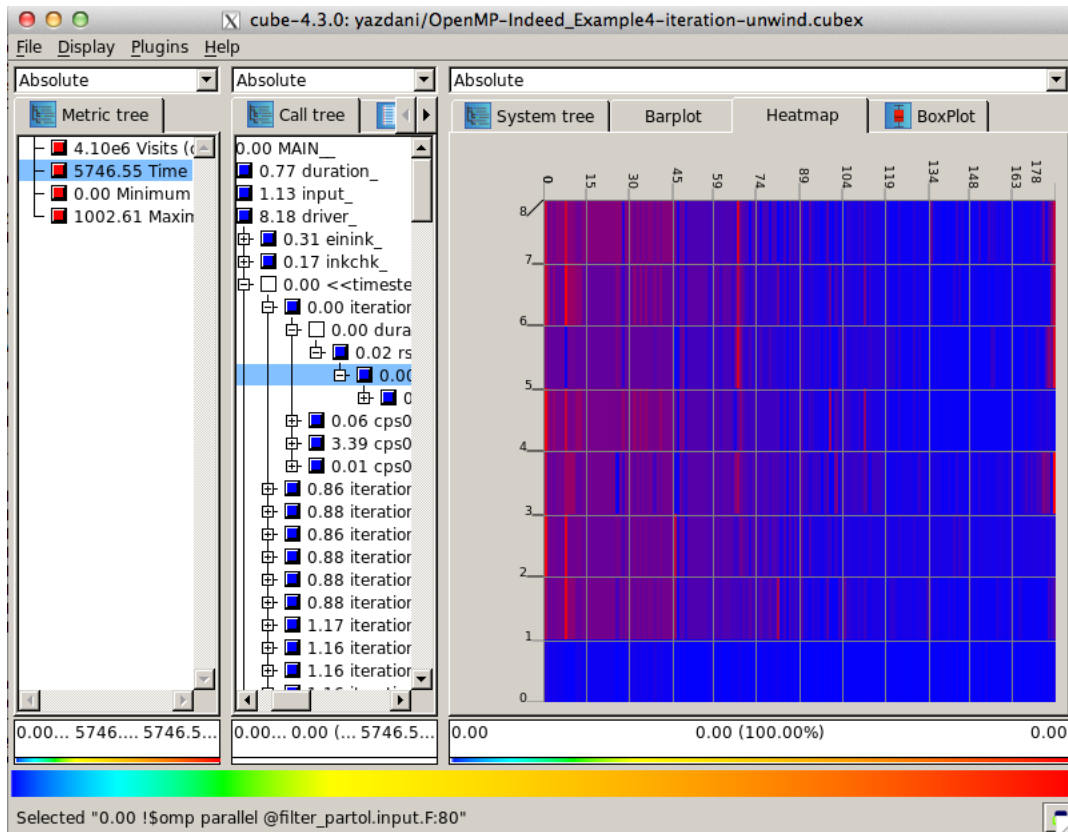 cube-4.3.0: yazdani/OpenMP-Indeed_Example4-iteration-unwind.cubex
File Display Plugins Help
Absolute
Absolute
Absolute
Metric tree
Call tree
System tree
Barplot
Heatmap
BoxPlot
4.10e6 Visits (
5746.55 Time
0.00 Minimum
1002.61 Maxim
0.00 MAIN__
0.77 duration_
1.13 input_
8.18 driver_
0.31 einink_
0.17 inkchk_
0.00 <<timeste
0.00 iteration
0.00 dura
0.02 rs
0.00
0
0.06 cps0
3.39 cps0
0.01 cps0
0.86 iteration
0.88 iteration
0.86 iteration
0.88 iteration
0.88 iteration
0.88 iteration
1.17 iteration
1.16 iteration
1.16 iteration
0 15 30 45 59 74 89 104 119 134 148 163 178
8
7
6
5
4
3
2
1
0
0.00... 5746.... 5746.5...
0.00... 0.00 (... 5746.5...
0.00 0.00 (100.00%) 0.00
Selected "0.00 !$omp parallel @filter_partol.input.F:80"